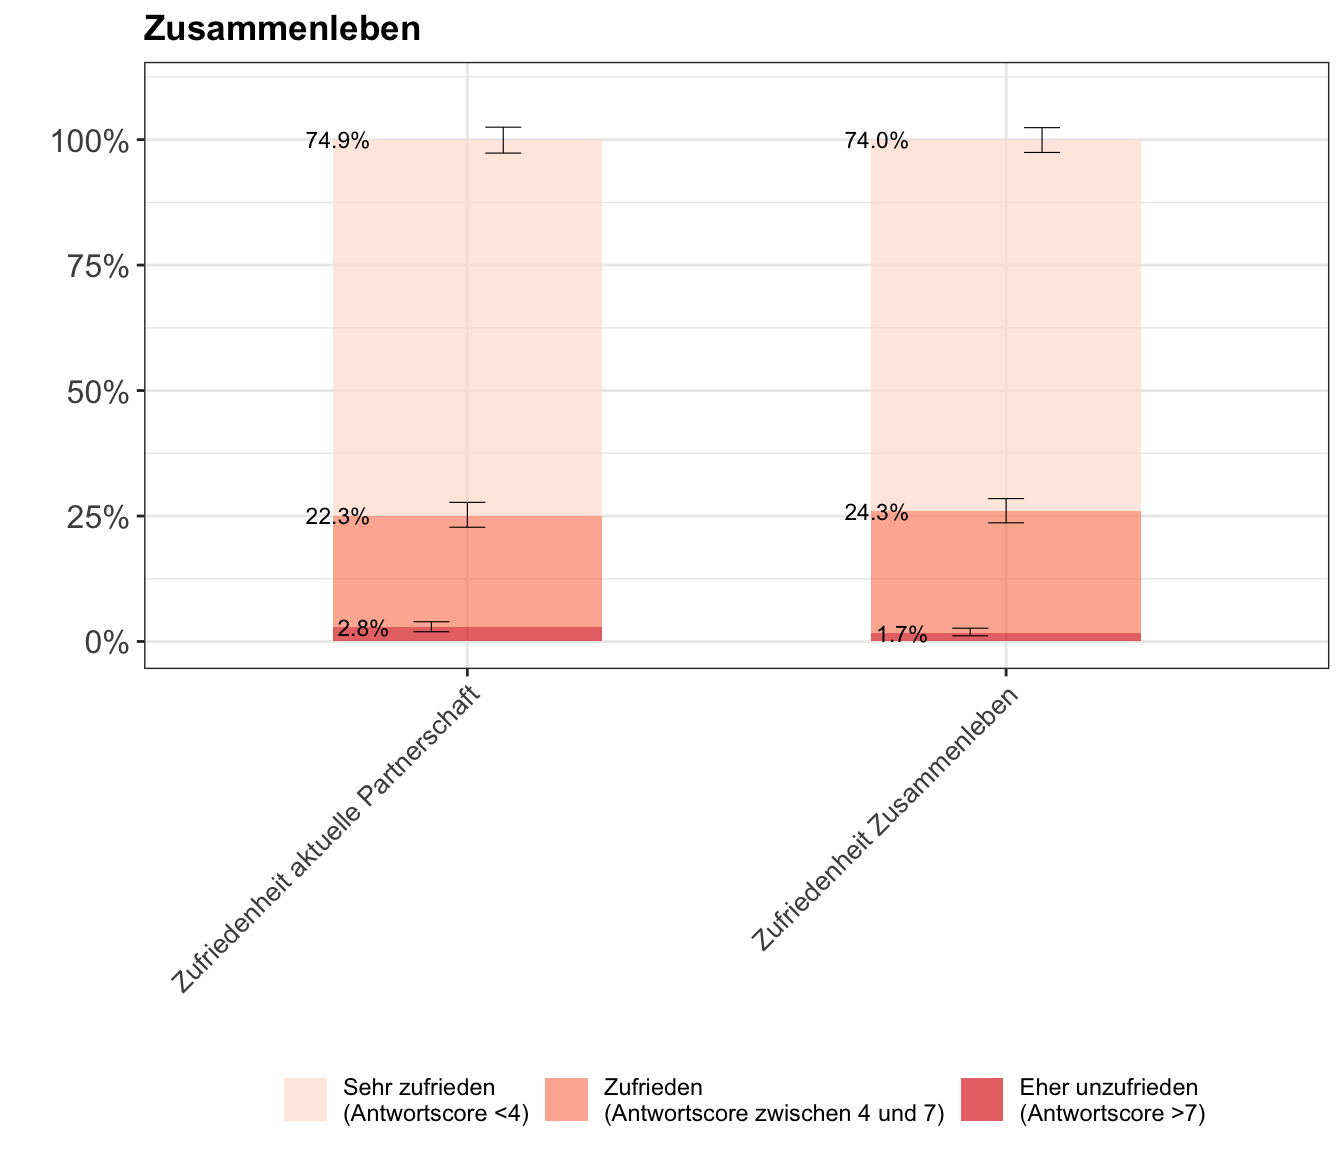 Zusammenleben
100%
75%
50%
25%
0%
74.9%
74.0%
22.3%
24.3%
2.8%
1.7%
Zufriedenheit aktuelle Partnerschaft
Zufriedenheit Zusammenleben
Sehr zufrieden
(Antwortscore <4)
Zufrieden
(Antwortscore zwischen 4 und 7)
Eher unzufrieden
(Antwortscore >7)